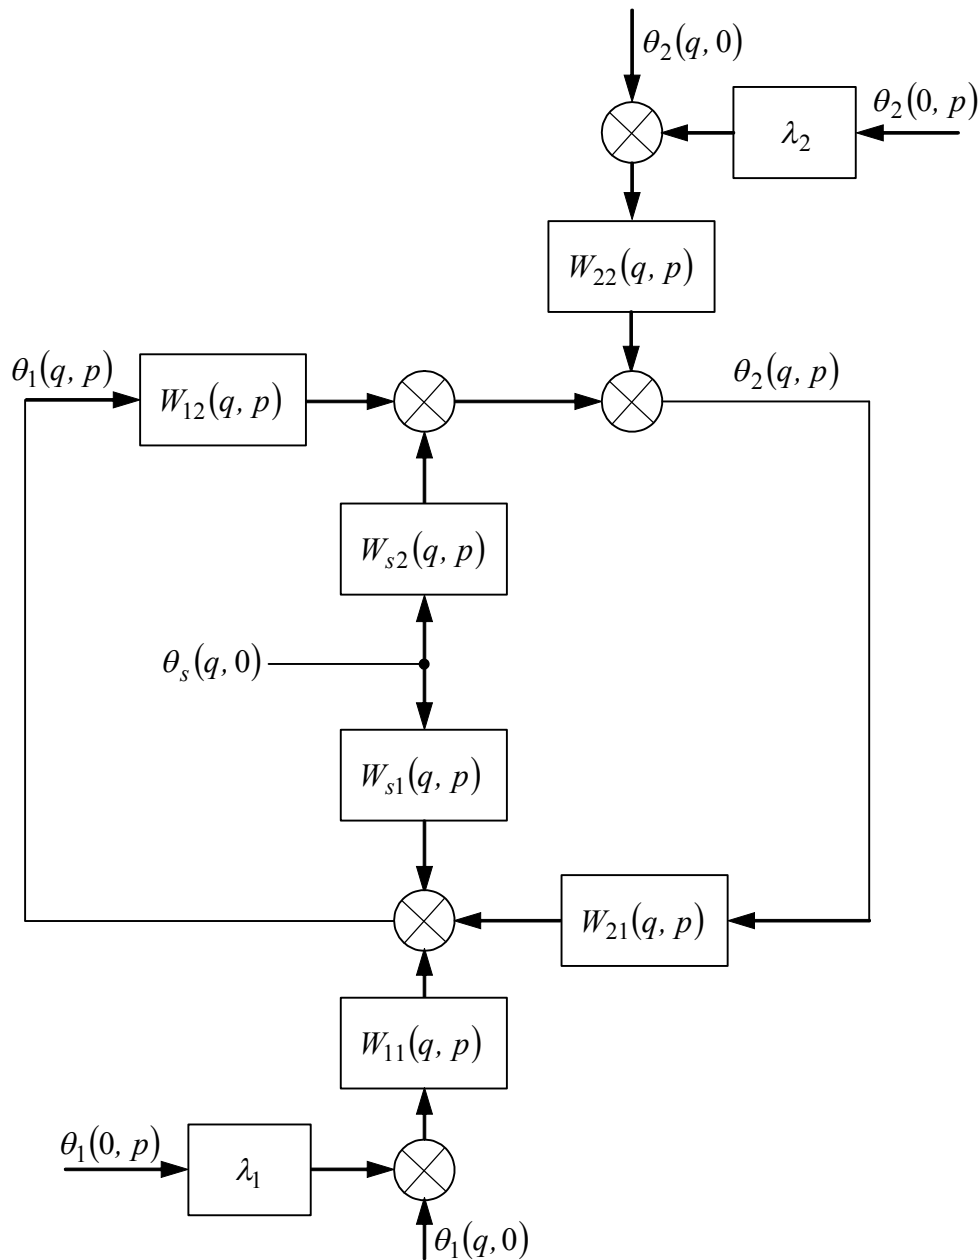 θ₂(q, 0)
θ₂(0, p)
λ₂
W₂₂(q, p)
θ₁(q, p)
W₁₂(q, p)
θ₂(q, p)
Wₛ₂(q, p)
θₛ(q, 0)
Wₛ₁(q, p)
W₂₁(q, p)
W₁₁(q, p)
θ₁(0, p)
λ₁
θ₁(q, 0)